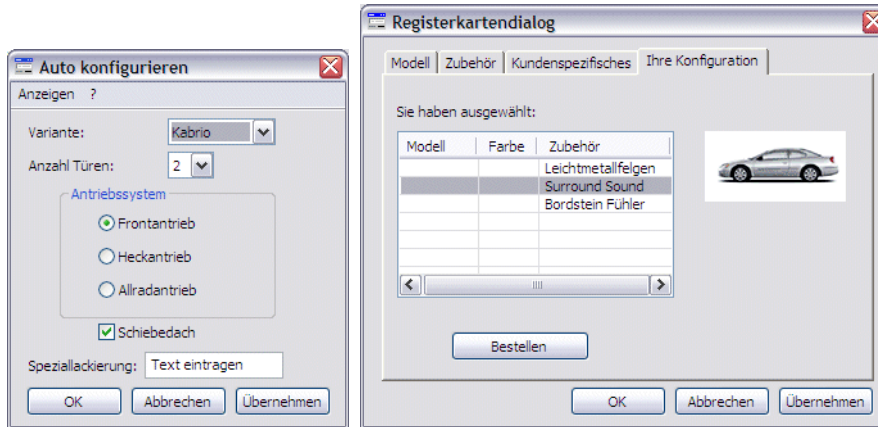 Auto konfigurieren
Anzeigen ?
Variante: Kabrio
Anzahl Türen: 2
Antriebssystem
Frontantrieb
Heckantrieb
Allradantrieb
Schiebedach
Speziallackierung: Text eintragen
OK Abbrechen Übernehmen
Registerkartendialog
Modell Zubehör Kundenspezifisches Ihre Konfiguration
Sie haben ausgewählt:
Modell Farbe Zubehör
Leichtmetallfelgen
Surround Sound
Bordstein Fühler
Bestellen
OK Abbrechen Übernehmen